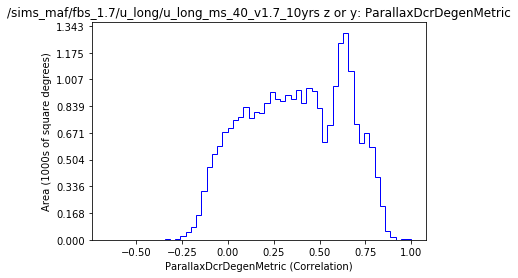 /sims_maf/fbs_1.7/u_long/u_long_ms_40_v1.7_10yrs z or y: ParallaxDcrDegenMetric
1.343
1.175
1.007
0.839
0.671
0.504
0.336
0.168
0.000
Area (1000s of square degrees)
−0.50 −0.25 0.00 0.25 0.50 0.75 1.00
ParallaxDcrDegenMetric (Correlation)